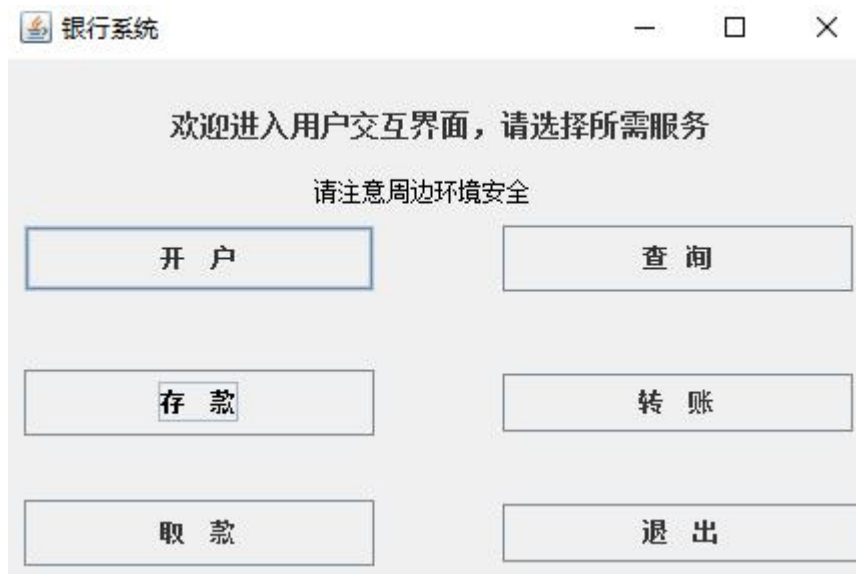 银行系统
欢迎进入用户交互界面，请选择所需服务
请注意周边环境安全
开 户
查 询
存 款
转 账
取 款
退 出